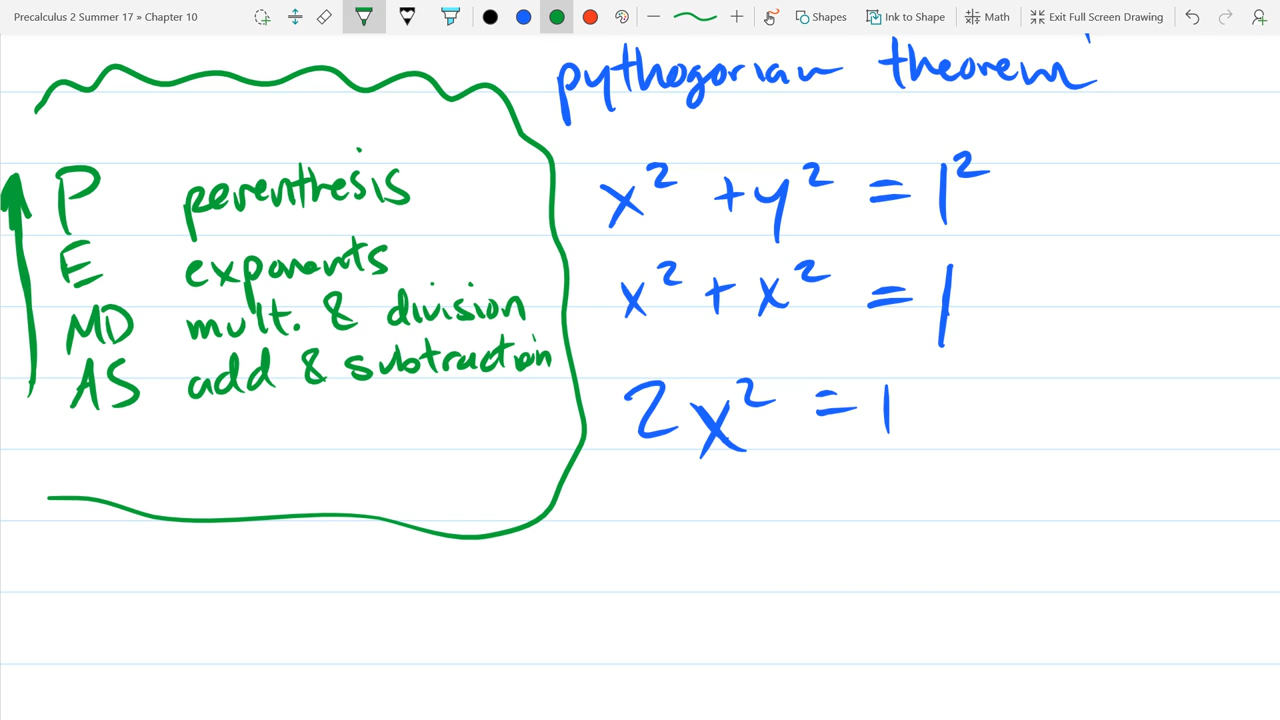 Precalculus 2 Summer 17 » Chapter 10
Shapes
Ink to Shape
Math
Exit Full Screen Drawing
pythogorian theorem
P perenthesis
E exponents
MD mult. & division
AS add & subtraction
x² + y² = 1²
x² + x² = 1
2x² = 1